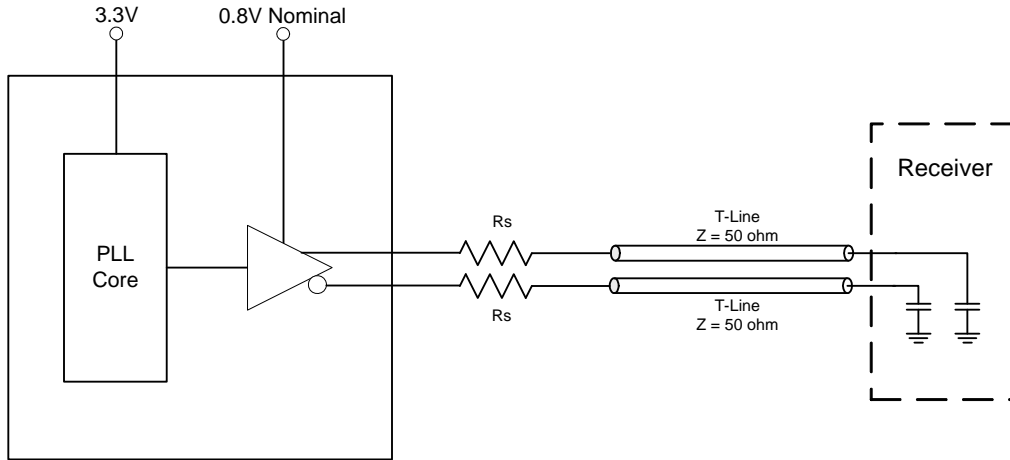 3.3V
0.8V Nominal
PLL
Core
Rs
Rs
T-Line
Z = 50 ohm
T-Line
Z = 50 ohm
Receiver